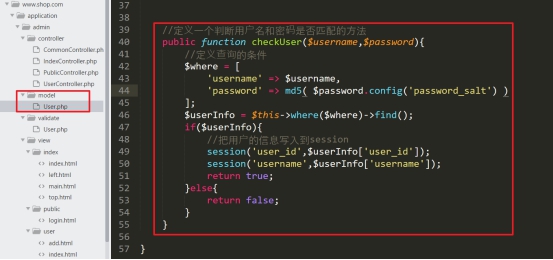 www.shop.com
application
admin
controller
CommonController.ph
IndexController.php
PublicController.php
UserController.php
model
User.php
validate
User.php
view
index
index.html
left.html
main.html
top.html
public
login.html
user
add.html
index.html
37
38
39 //定义一个判断用户名和密码是否匹配的方法
40 public function checkUser($username,$password){
41 //定义查询的条件
42 $where = [
43 'username' => $username,
44 'password' => md5( $password.config('password_salt') )
45 ];
46 $userInfo = $this->where($where)->find();
47 if($userInfo){
48 //把用户的信息写入到session
49 session('user_id',$userInfo['user_id']);
50 session('username',$userInfo['username']);
51 return true;
52 }else{
53 return false;
54 }
55 }
56
57 }